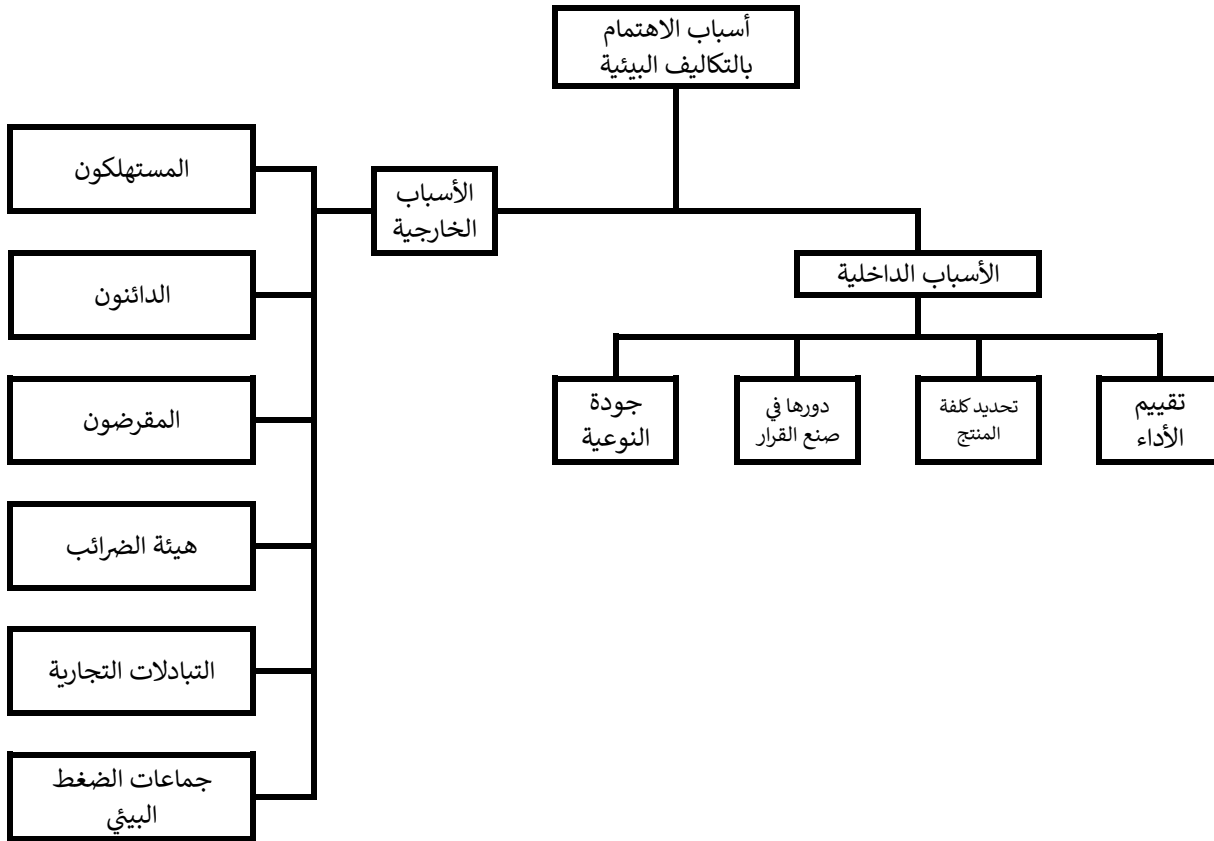 أسباب الاهتمام
بالتكاليف البيئية
الأسباب
الخارجية
الأسباب الداخلية
المستهلكون
الدائنون
المقرضون
هيئة الضرائب
التبادلات التجارية
جماعات الضغط
البيئي
تقييم
الأداء
تحديد كلفة
المنتج
دورها في
صنع القرار
جودة
النوعية